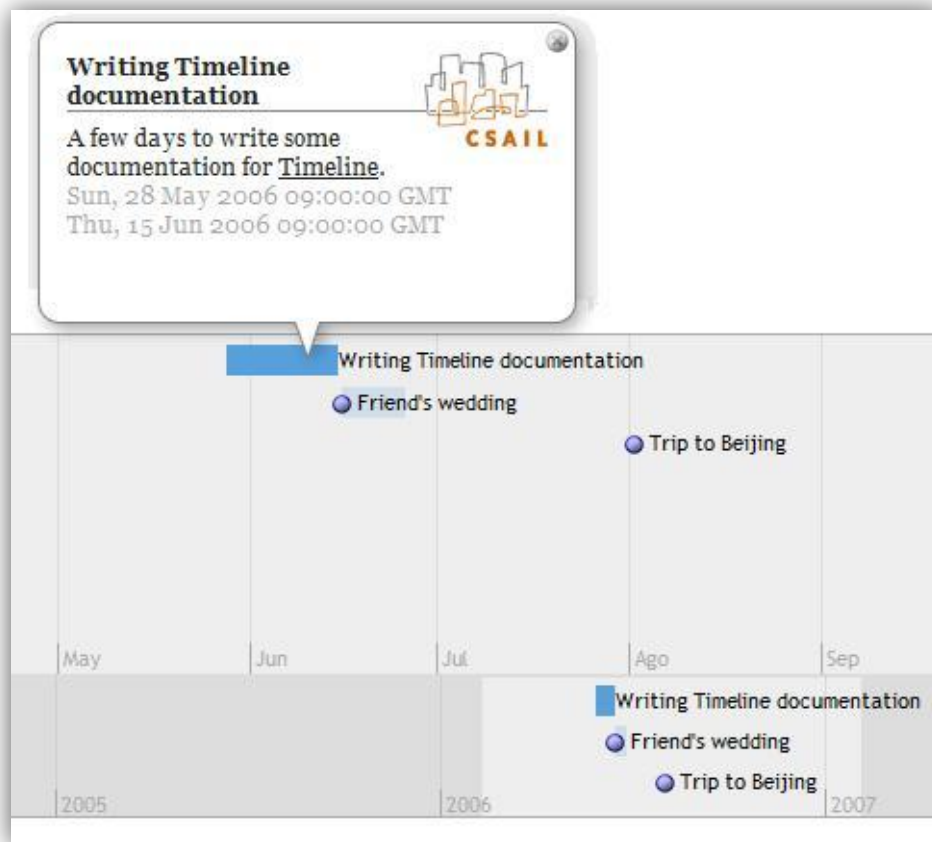 Writing Timeline
documentation
CSAIL
A few days to write some
documentation for Timeline.
Sun, 28 May 2006 09:00:00 GMT
Thu, 15 Jun 2006 09:00:00 GMT
Writing Timeline documentation
Friend's wedding
Trip to Beijing
May Jun Jul Ago Sep
Writing Timeline documentation
Friend's wedding
Trip to Beijing
2005 2006 2007